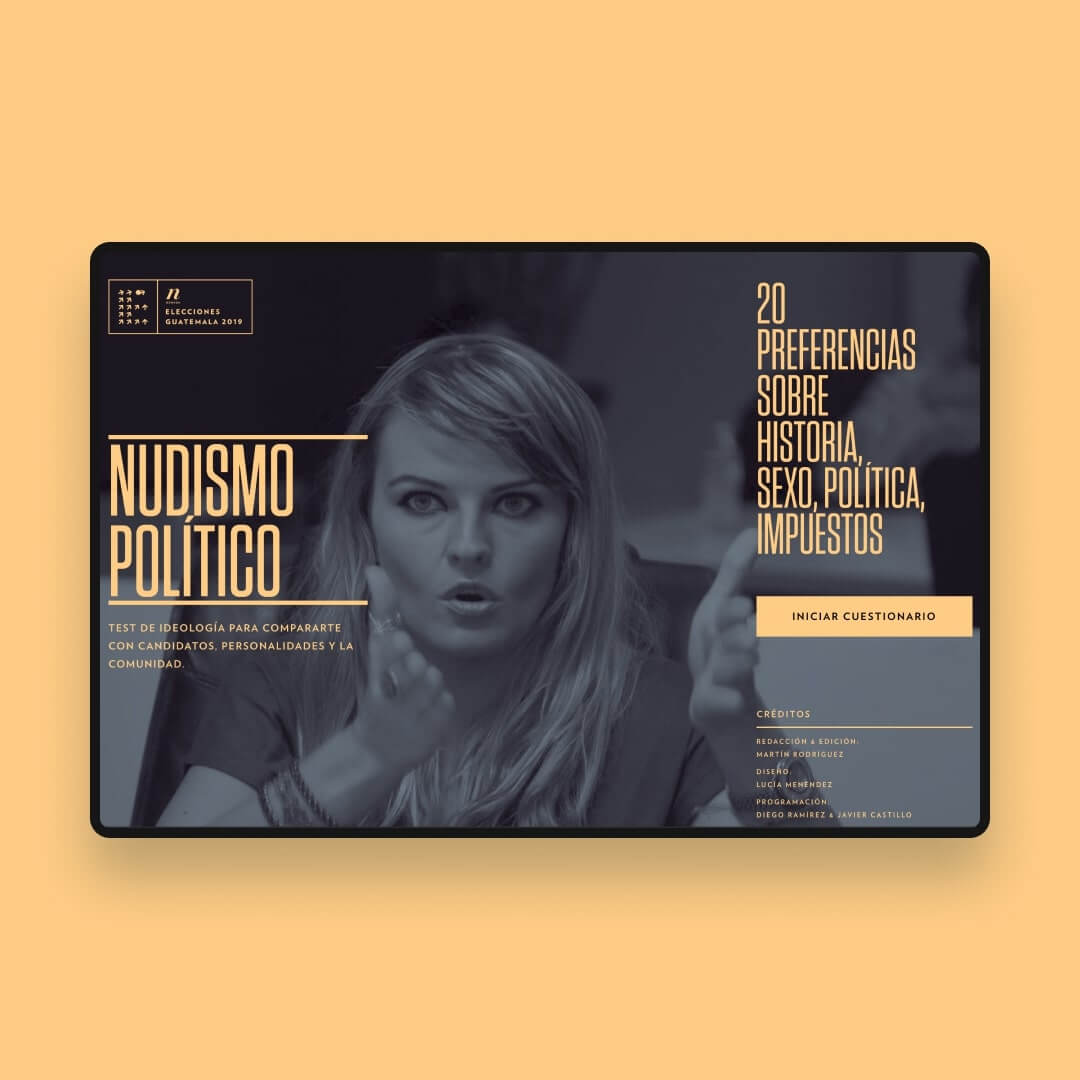 n
ELECCIONES
GUATEMALA 2019
NUDISMO
POLÍTICO
TEST DE IDEOLOGÍA PARA COMPARARTE
CON CANDIDATOS, PERSONALIDADES Y LA
COMUNIDAD.
20
PREFERENCIAS
SOBRE
HISTORIA,
SEXO, POLÍTICA,
IMPUESTOS
INICIAR CUESTIONARIO
CRÉDITOS
REDACCIÓN & EDICIÓN:
MARTÍN RODRÍGUEZ
DISEÑO:
LUCÍA MENÉNDEZ
PROGRAMACIÓN:
DIEGO RAMÍREZ & JAVIER CASTILLO